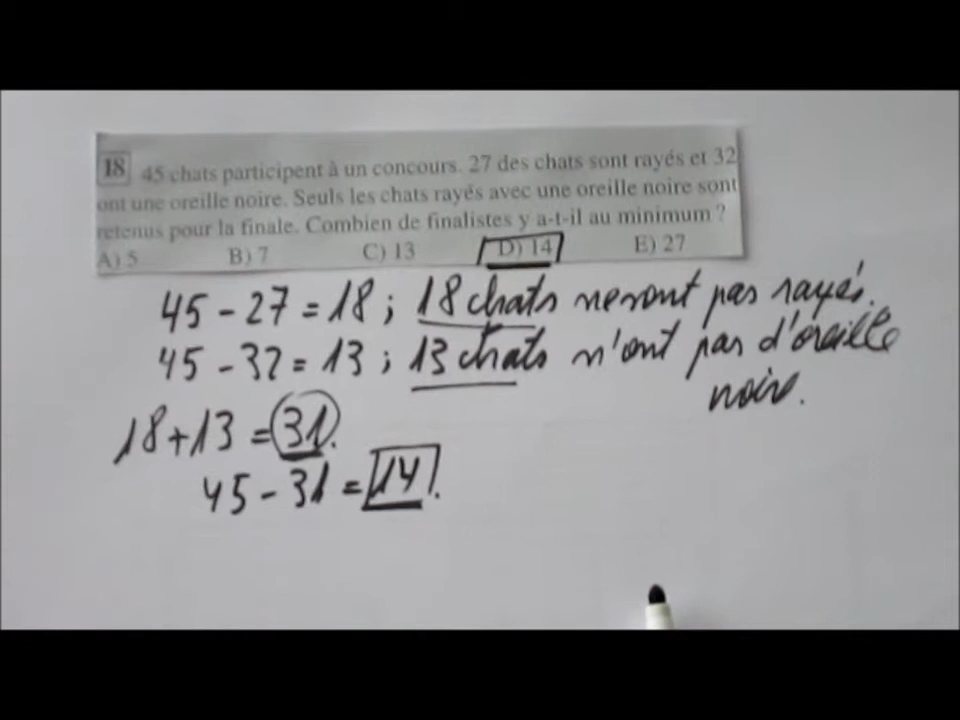 18 45 chats participent à un concours. 27 des chats sont rayés et 32
ont une oreille noire. Seuls les chats rayés avec une oreille noire sont
retenus pour la finale. Combien de finalistes y a-t-il au minimum ?
A) 5 B) 7 C) 13 D) 14 E) 27
45 - 27 = 18 ; 18 chats ne sont pas rayés.
45 - 32 = 13 ; 13 chats n'ont pas d'oreille
noire.
18 + 13 = 31.
45 - 31 = 14.